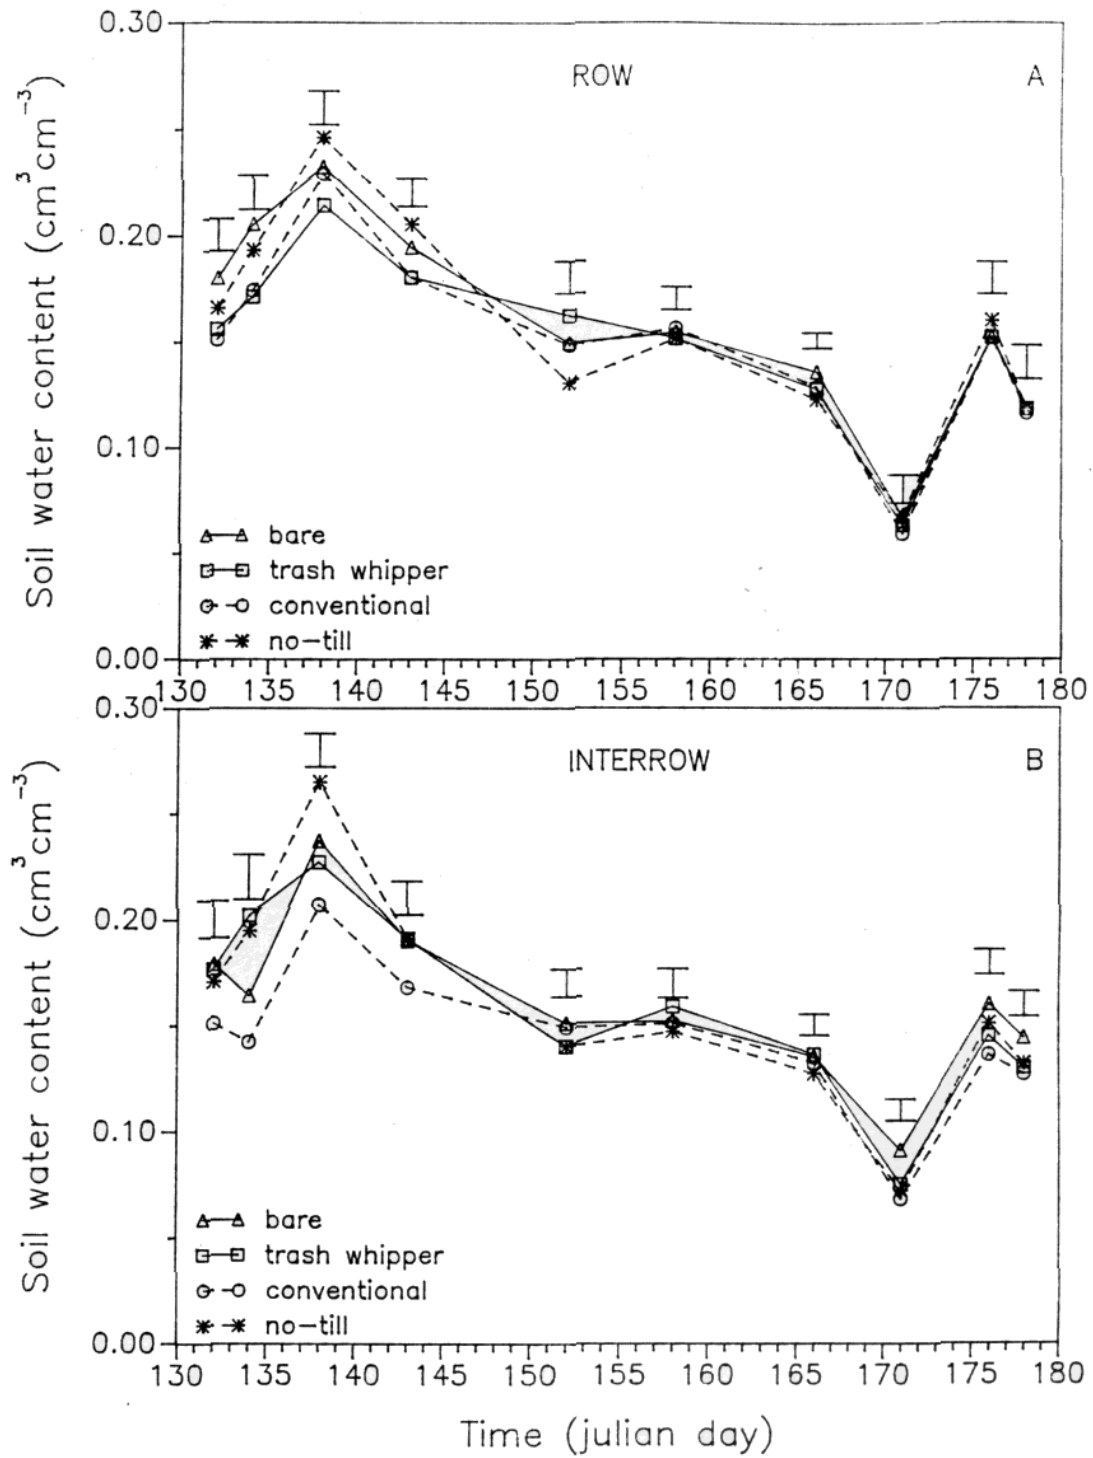 0.30
ROW
A
0.20
0.10
0.00
Soil water content (cm³cm⁻³)
bare
trash whipper
conventional
no-till
130 135 140 145 150 155 160 165 170 175 180
0.30
INTERROW
B
0.20
0.10
0.00
Soil water content (cm³cm⁻³)
bare
trash whipper
conventional
no-till
130 135 140 145 150 155 160 165 170 175 180
Time (julian day)